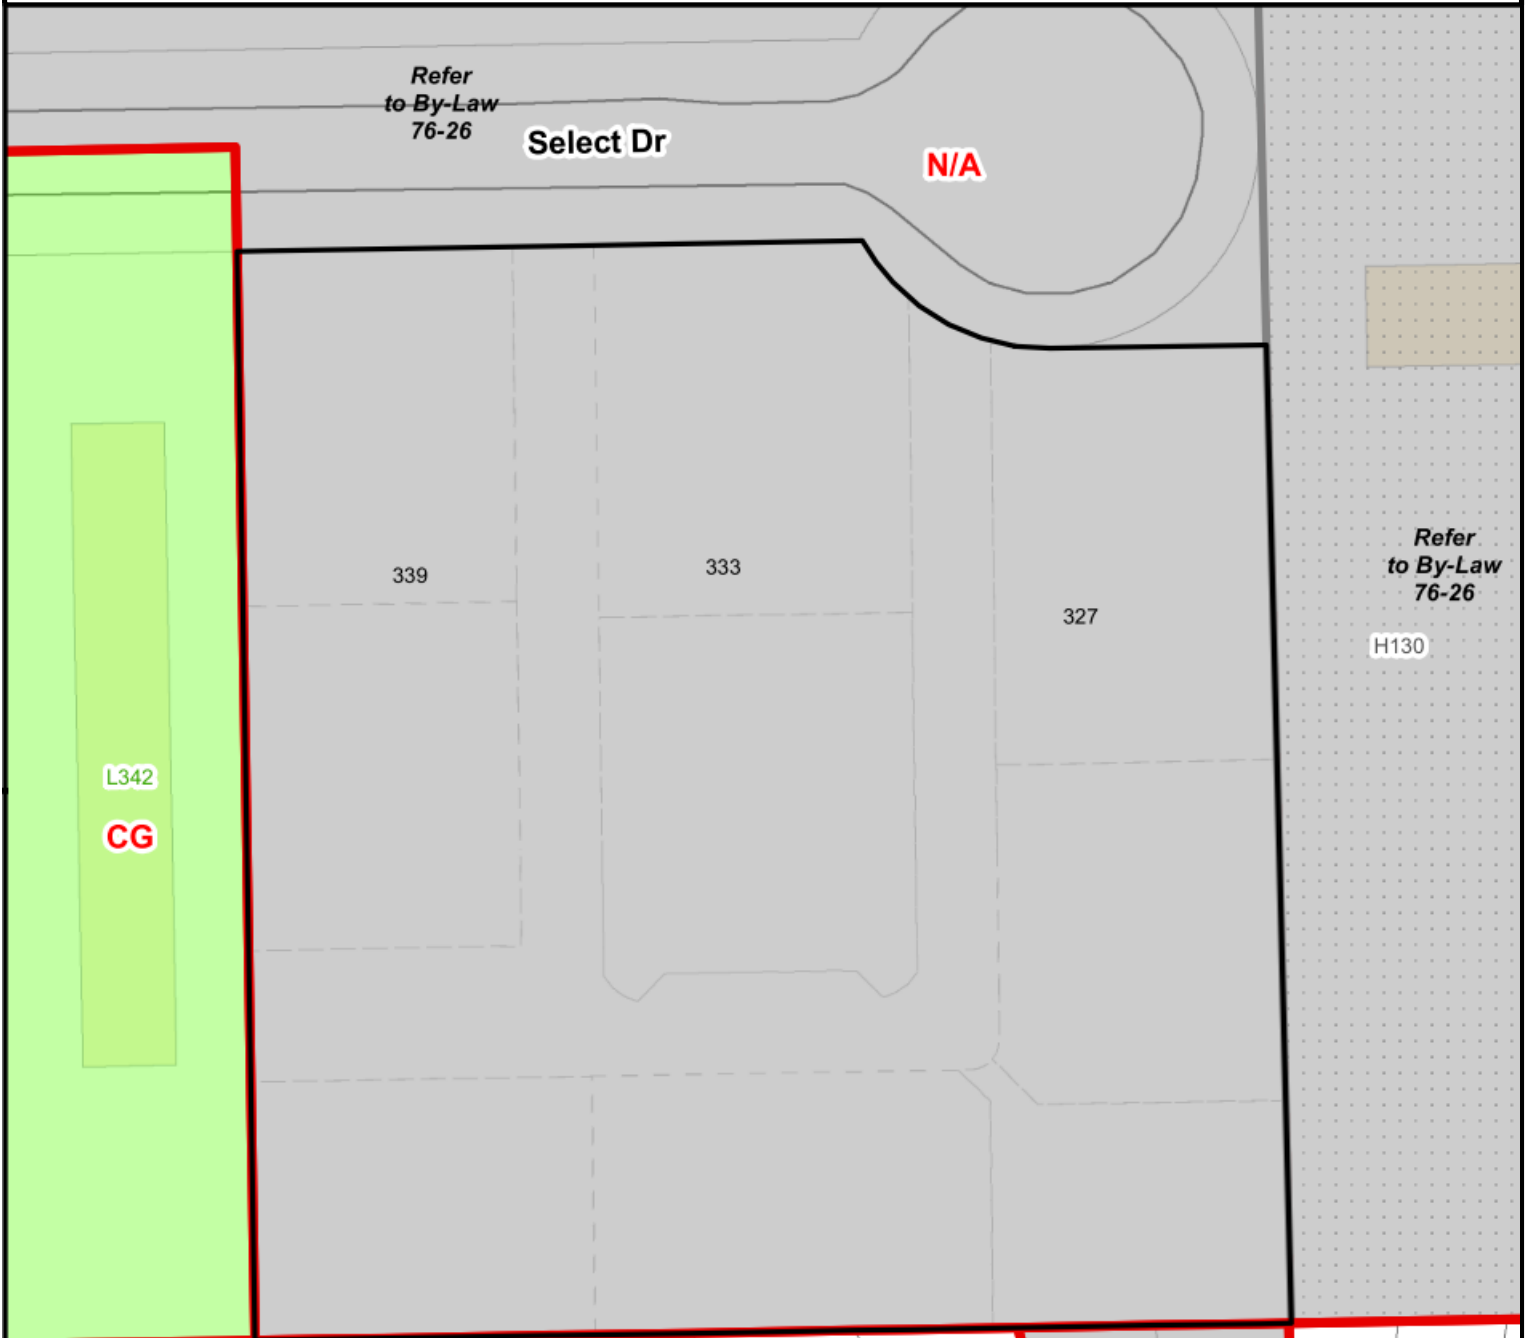 Refer
to By-Law
76-26
Select Dr
N/A
339
333
327
Refer
to By-Law
76-26
H130
L342
CG